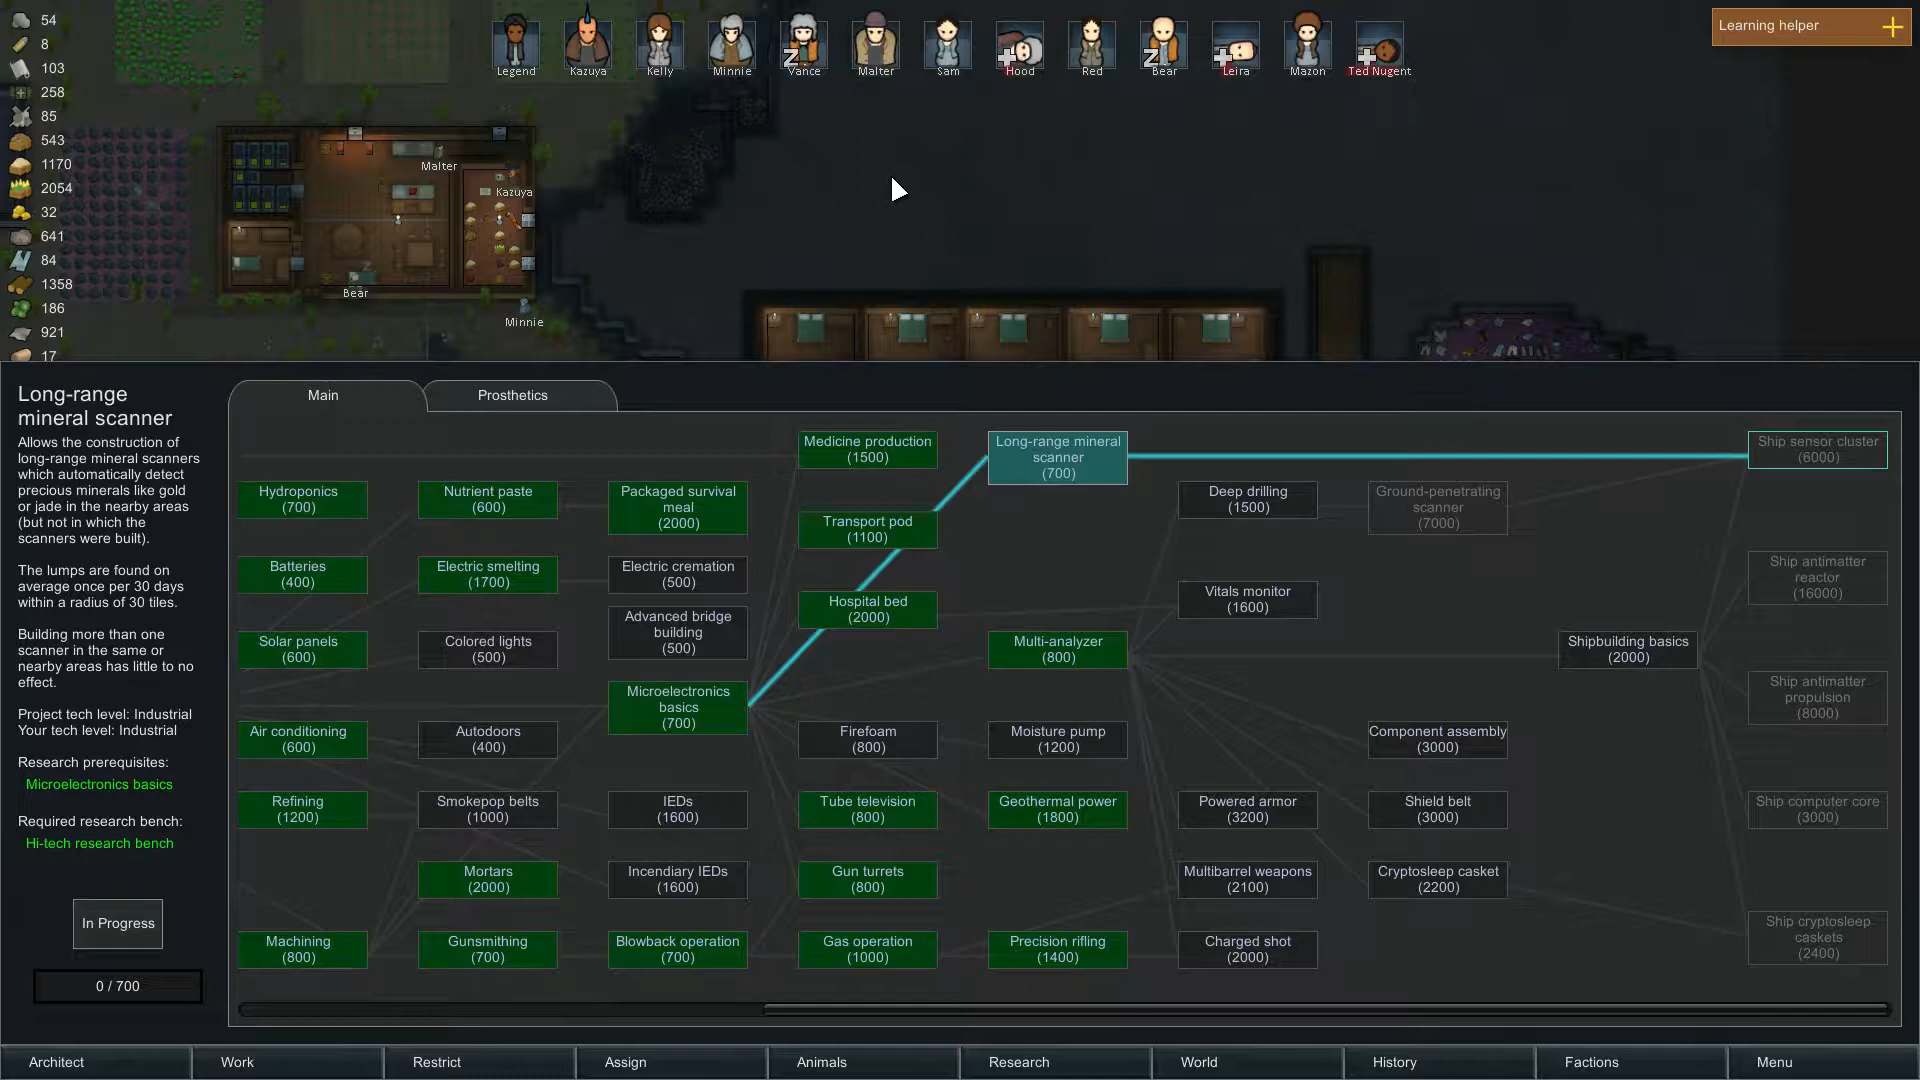 54
8
103
258
85
543
1170
2054
32
641
84
1358
186
921
17
Legend
Kazuya
Kelly
Minnie
Vance
Malter
Sam
Hood
Red
Bear
Leira
Mazon
Ted Nugent
Learning helper
Malter
Kazuya
Bear
Minnie
Long-range
mineral scanner
Allows the construction of
long-range mineral scanners
which automatically detect
precious minerals like gold
or jade in the nearby areas
(but not in which the
scanners were built).
The lumps are found on
average once per 30 days
within a radius of 30 tiles.
Building more than one
scanner in the same or
nearby areas has little to no
effect.
Project tech level: Industrial
Your tech level: Industrial
Research prerequisites:
Microelectronics basics
Required research bench:
Hi-tech research bench
In Progress
0 / 700
Main
Prosthetics
Hydroponics
(700)
Batteries
(400)
Solar panels
(600)
Air conditioning
(600)
Refining
(1200)
Machining
(800)
Nutrient paste
(600)
Electric smelting
(1700)
Colored lights
(500)
Autodoors
(400)
Smokepop belts
(1000)
Mortars
(2000)
Gunsmithing
(700)
Packaged survival
meal
(2000)
Electric cremation
(500)
Advanced bridge
building
(500)
Microelectronics
basics
(700)
IEDs
(1600)
Incendiary IEDs
(1600)
Blowback operation
(700)
Medicine production
(1500)
Transport pod
(1100)
Hospital bed
(2000)
Firefoam
(800)
Tube television
(800)
Gun turrets
(800)
Gas operation
(1000)
Long-range mineral
scanner
(700)
Multi-analyzer
(800)
Moisture pump
(1200)
Geothermal power
(1800)
Precision rifling
(1400)
Deep drilling
(1500)
Vitals monitor
(1600)
Powered armor
(3200)
Multibarrel weapons
(2100)
Charged shot
(2000)
Ground-penetrating
scanner
(7000)
Component assembly
(3000)
Shield belt
(3000)
Cryptosleep casket
(2200)
Shipbuilding basics
(2000)
Ship sensor cluster
(6000)
Ship antimatter
reactor
(16000)
Ship antimatter
propulsion
(8000)
Ship computer core
(3000)
Ship cryptosleep
caskets
(2400)
Architect
Work
Restrict
Assign
Animals
Research
World
History
Factions
Menu